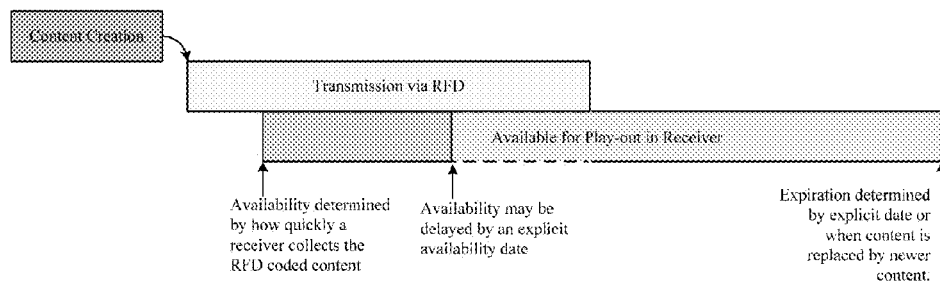 Content Creation
Transmission via RFD
Available for Play-out in Receiver
Availability determined
by how quickly a
receiver collects the
RFD coded content
Availability may be
delayed by an explicit
availability date
Expiration determined
by explicit date or
when content is
replaced by newer
content.